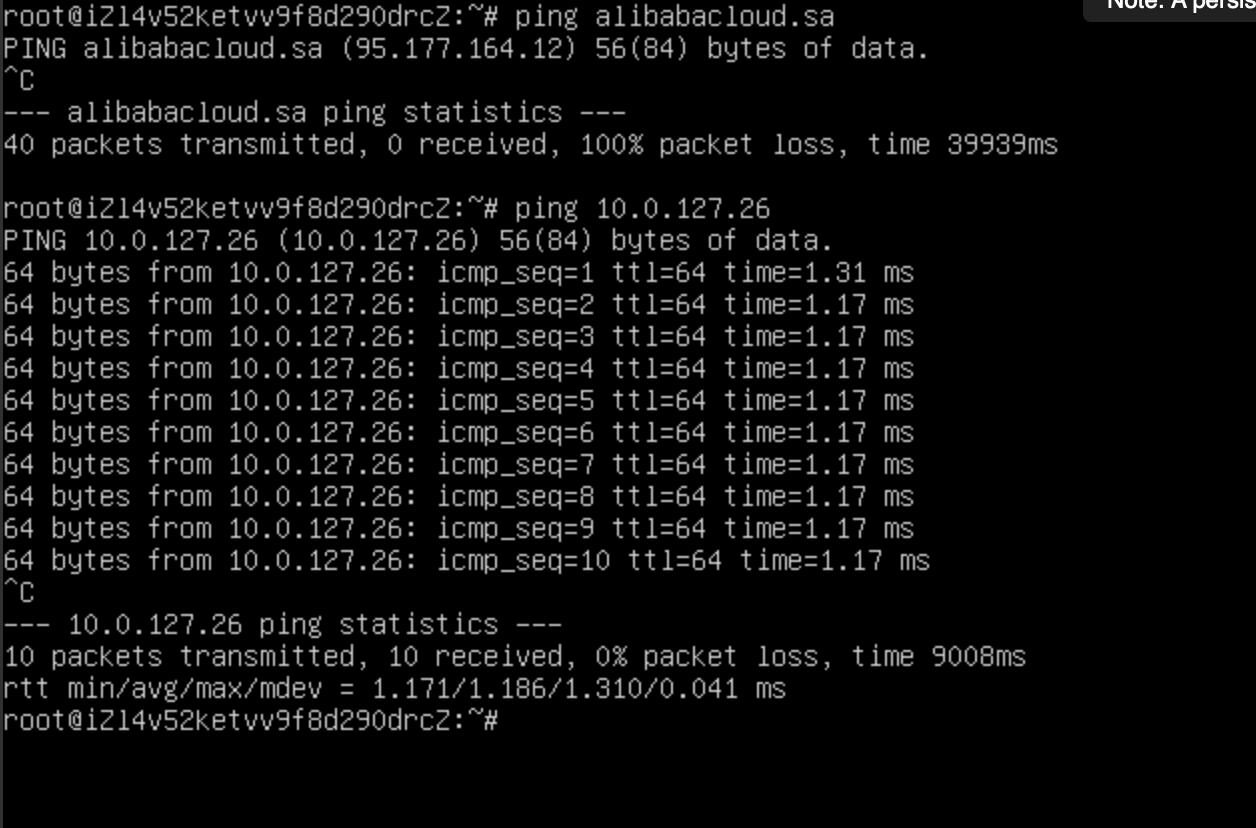 Note: A persis
root@iZl4v52ketvv9f8d290drcZ:~# ping alibabacloud.sa
PING alibabacloud.sa (95.177.164.12) 56(84) bytes of data.
^C
--- alibabacloud.sa ping statistics ---
40 packets transmitted, 0 received, 100% packet loss, time 39939ms
root@iZl4v52ketvv9f8d290drcZ:~# ping 10.0.127.26
PING 10.0.127.26 (10.0.127.26) 56(84) bytes of data.
64 bytes from 10.0.127.26: icmp_seq=1 ttl=64 time=1.31 ms
64 bytes from 10.0.127.26: icmp_seq=2 ttl=64 time=1.17 ms
64 bytes from 10.0.127.26: icmp_seq=3 ttl=64 time=1.17 ms
64 bytes from 10.0.127.26: icmp_seq=4 ttl=64 time=1.17 ms
64 bytes from 10.0.127.26: icmp_seq=5 ttl=64 time=1.17 ms
64 bytes from 10.0.127.26: icmp_seq=6 ttl=64 time=1.17 ms
64 bytes from 10.0.127.26: icmp_seq=7 ttl=64 time=1.17 ms
64 bytes from 10.0.127.26: icmp_seq=8 ttl=64 time=1.17 ms
64 bytes from 10.0.127.26: icmp_seq=9 ttl=64 time=1.17 ms
64 bytes from 10.0.127.26: icmp_seq=10 ttl=64 time=1.17 ms
^C
--- 10.0.127.26 ping statistics ---
10 packets transmitted, 10 received, 0% packet loss, time 9008ms
rtt min/avg/max/mdev = 1.171/1.186/1.310/0.041 ms
root@iZl4v52ketvv9f8d290drcZ:~#